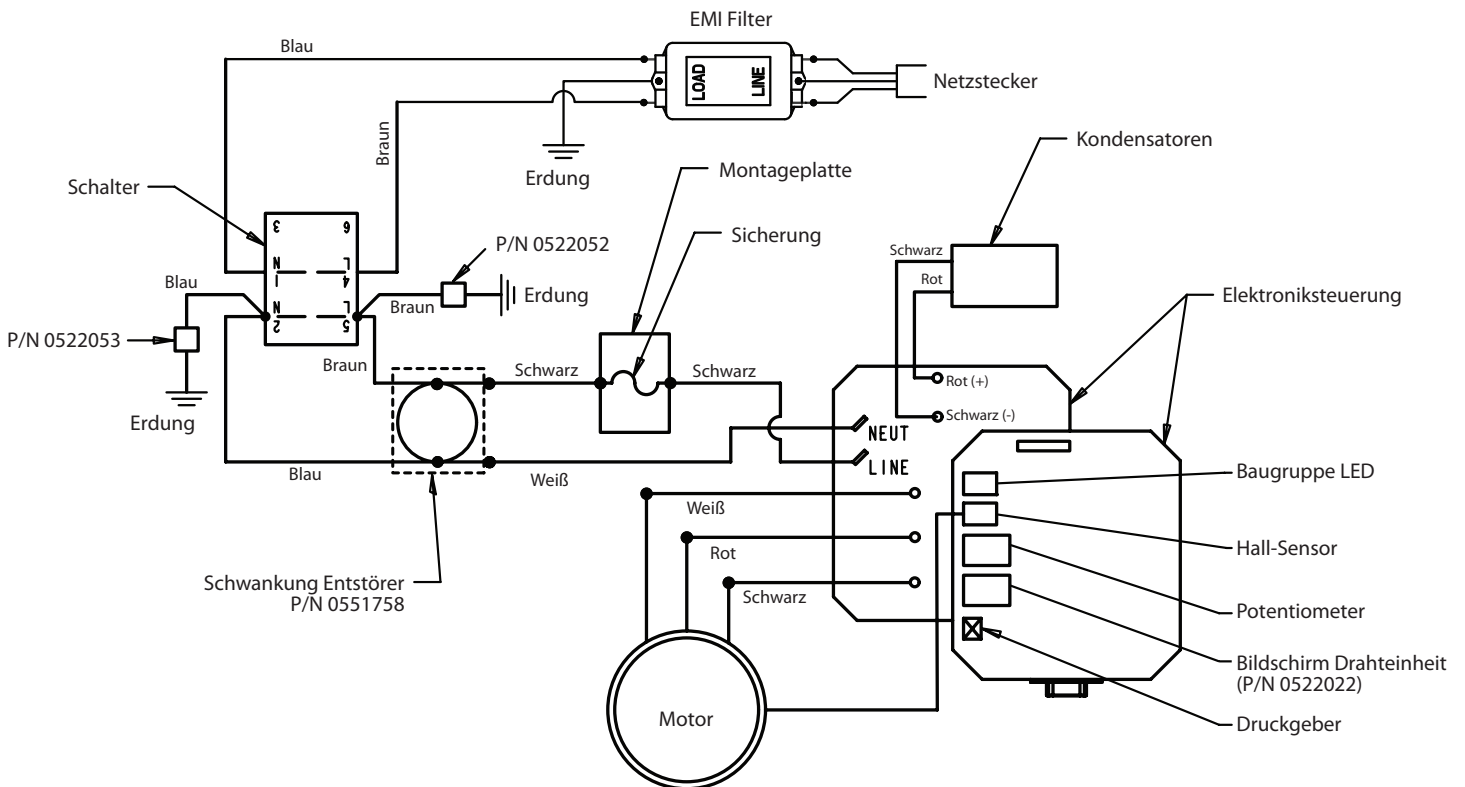 EMI Filter
Blau
LOAD
LINE
Netzstecker
Braun
Erdung
Kondensatoren
Montageplatte
Schalter
Sicherung
3
6
P/N 0522052
Schwarz
N
L
1
4
Rot
Blau
Braun
Erdung
Elektroniksteuerung
N
L
2
5
P/N 0522053
Braun
Schwarz
Schwarz
Rot (+)
Erdung
Schwarz (-)
NEUT
LINE
Blau
Weiß
Baugruppe LED
Weiß
Hall-Sensor
Rot
Schwankung Entstörer
P/N 0551758
Schwarz
Potentiometer
Bildschirm Drahteinheit
(P/N 0522022)
Motor
Druckgeber